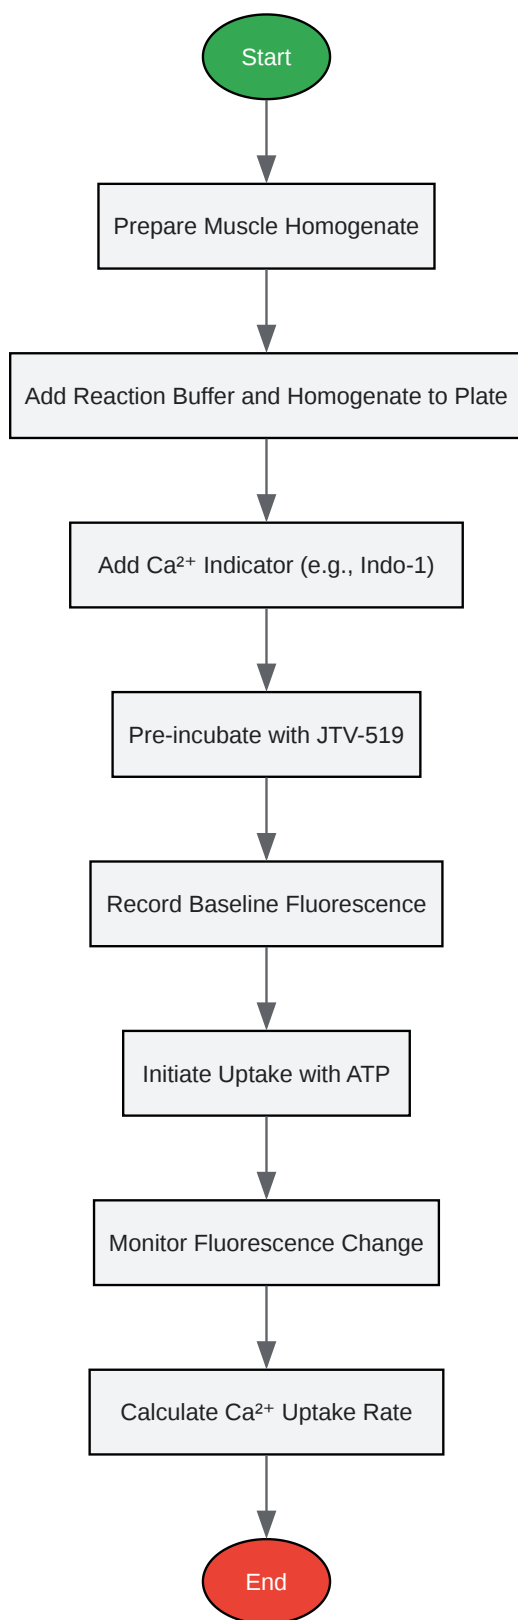 Start
Prepare Muscle Homogenate
Add Reaction Buffer and Homogenate to Plate
Add Ca²⁺ Indicator (e.g., Indo-1)
Pre-incubate with JTV-519
Record Baseline Fluorescence
Initiate Uptake with ATP
Monitor Fluorescence Change
Calculate Ca²⁺ Uptake Rate
End